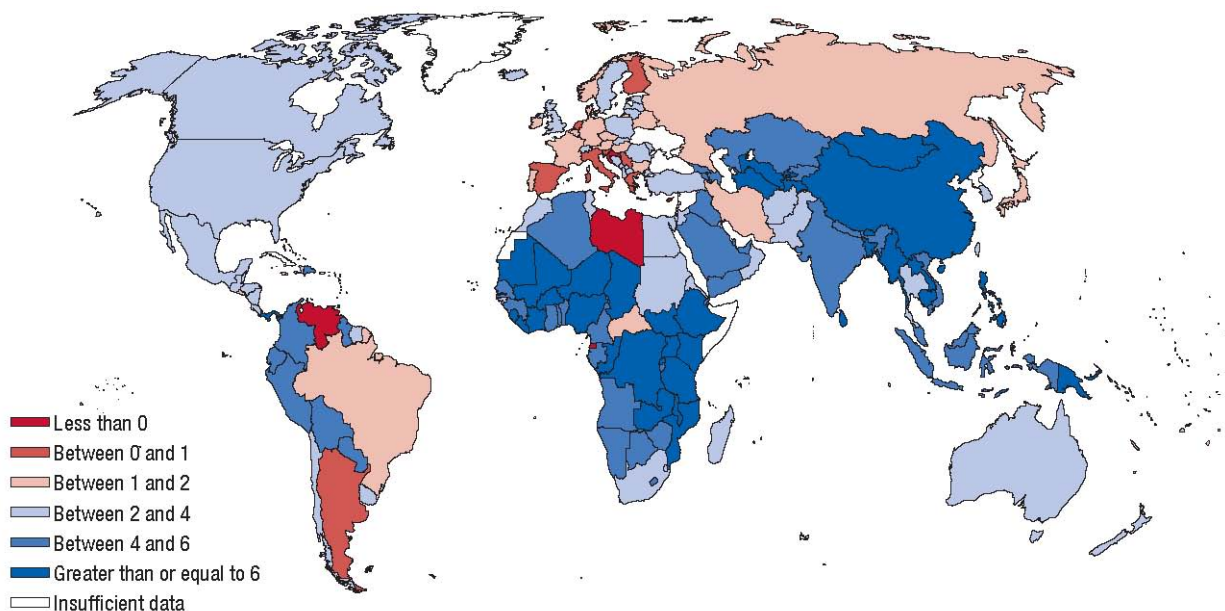 Less than 0
Between 0 and 1
Between 1 and 2
Between 2 and 4
Between 4 and 6
Greater than or equal to 6
Insufficient data